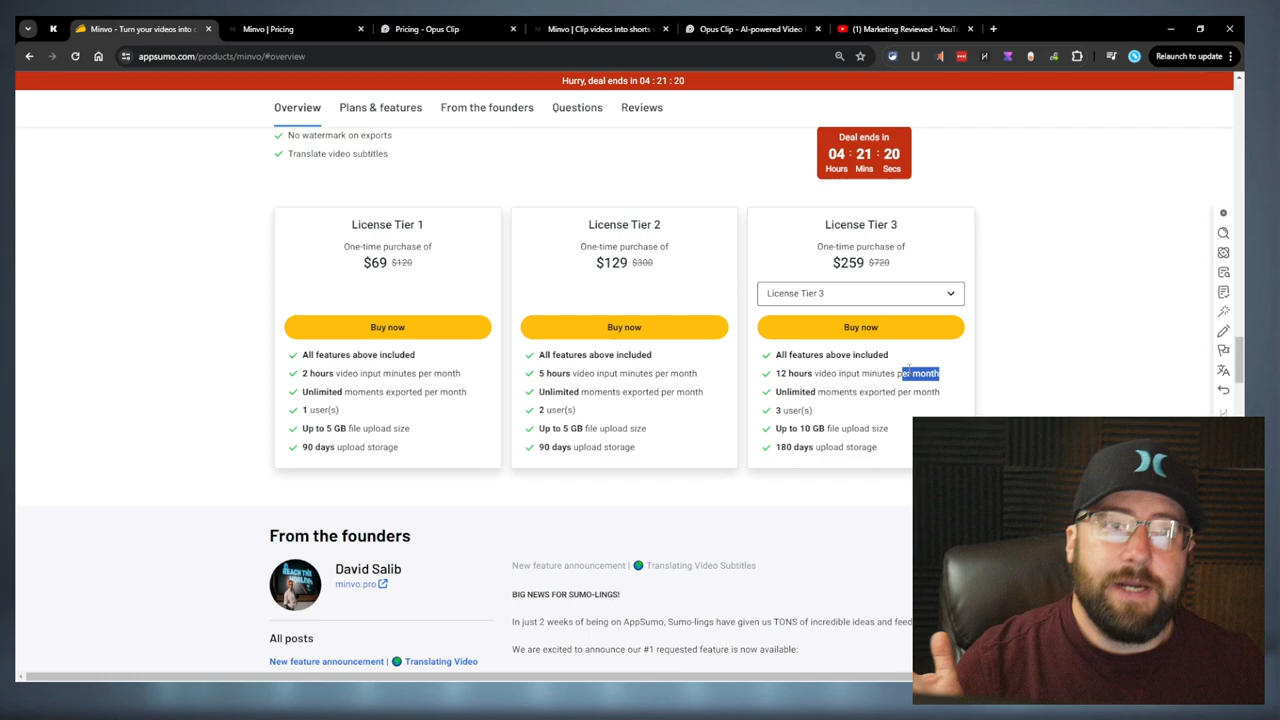 Minvo - Turn your videos into c
Minvo | Pricing
Pricing - Opus Clip
Minvo | Clip videos into shorts
Opus Clip - AI-powered Video
(1) Marketing Reviewed - YouT
appsumo.com/products/minvo/#overview
Relaunch to update
Hurry, deal ends in 04 : 21 : 20
Overview
Plans & features
From the founders
Questions
Reviews
No watermark on exports
Translate video subtitles
Deal ends in
04 : 21 : 20
Hours Mins Secs
License Tier 1
One-time purchase of
$69 $120
Buy now
All features above included
2 hours video input minutes per month
Unlimited moments exported per month
1 user(s)
Up to 5 GB file upload size
90 days upload storage
License Tier 2
One-time purchase of
$129 $300
Buy now
All features above included
5 hours video input minutes per month
Unlimited moments exported per month
2 user(s)
Up to 5 GB file upload size
90 days upload storage
License Tier 3
One-time purchase of
$259 $720
License Tier 3
Buy now
All features above included
12 hours video input minutes per month
Unlimited moments exported per month
3 user(s)
Up to 10 GB file upload size
180 days upload storage
From the founders
David Salib
minvo.pro
All posts
New feature announcement | Translating Video
New feature announcement | Translating Video Subtitles
BIG NEWS FOR SUMO-LINGS!
In just 2 weeks of being on AppSumo, Sumo-lings have given us TONS of incredible ideas and feed
We are excited to announce our #1 requested feature is now available:
REACH THE